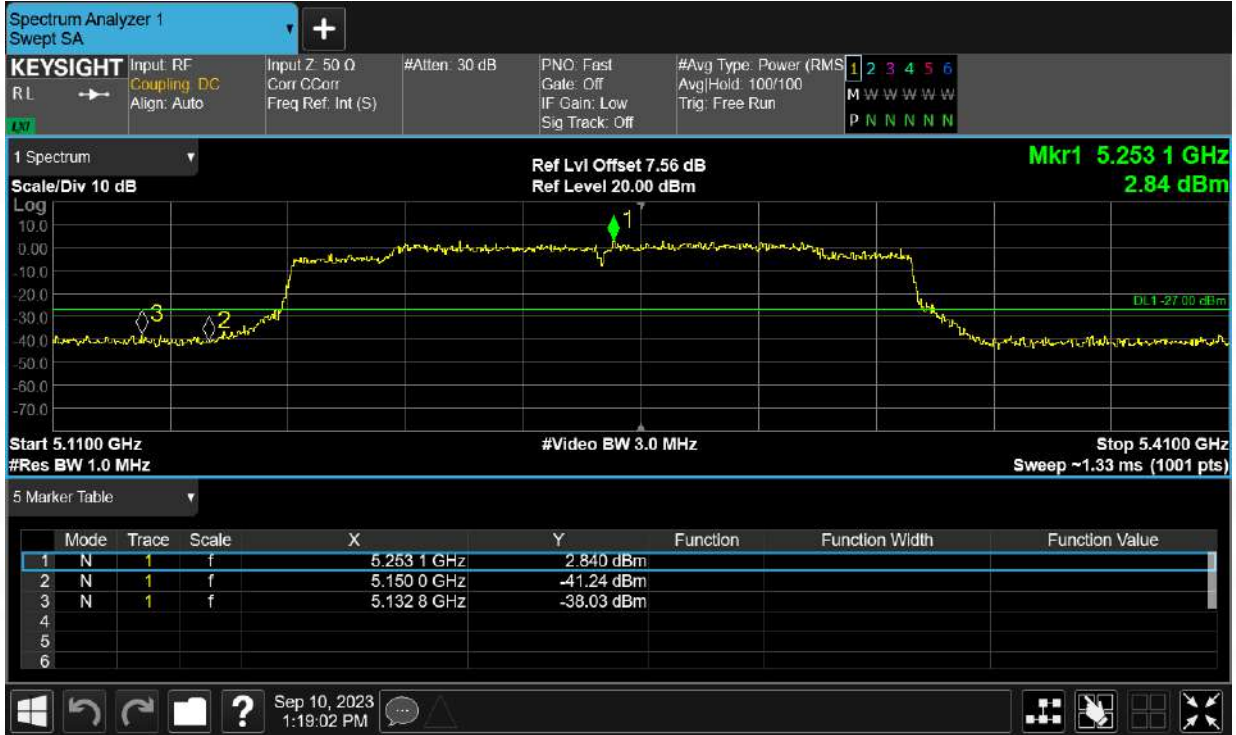 Spectrum Analyzer 1
Swept SA
KEYSIGHT
RL
LXI
Input: RF
Coupling: DC
Align: Auto
Input Z: 50 Ω
Corr CCorr
Freq Ref: Int (S)
#Atten: 30 dB
PNO: Fast
Gate: Off
IF Gain: Low
Sig Track: Off
#Avg Type: Power (RMS
Avg|Hold: 100/100
Trig: Free Run
1 2 3 4 5 6
M W W W W W
P N N N N N
1 Spectrum
Scale/Div 10 dB
Ref Lvl Offset 7.56 dB
Ref Level 20.00 dBm
Mkr1 5.253 1 GHz
2.84 dBm
Log
10.0
0.00
-10.0
-20.0
-30.0
-40.0
-50.0
-60.0
-70.0
1
3
2
DL1 -27.00 dBm
Start 5.1100 GHz
#Res BW 1.0 MHz
#Video BW 3.0 MHz
Stop 5.4100 GHz
Sweep ~1.33 ms (1001 pts)
5 Marker Table
Mode Trace Scale X Y Function Function Width Function Value
1 N 1 f 5.253 1 GHz 2.840 dBm
2 N 1 f 5.150 0 GHz -41.24 dBm
3 N 1 f 5.132 8 GHz -38.03 dBm
4
5
6
?
Sep 10, 2023
1:19:02 PM